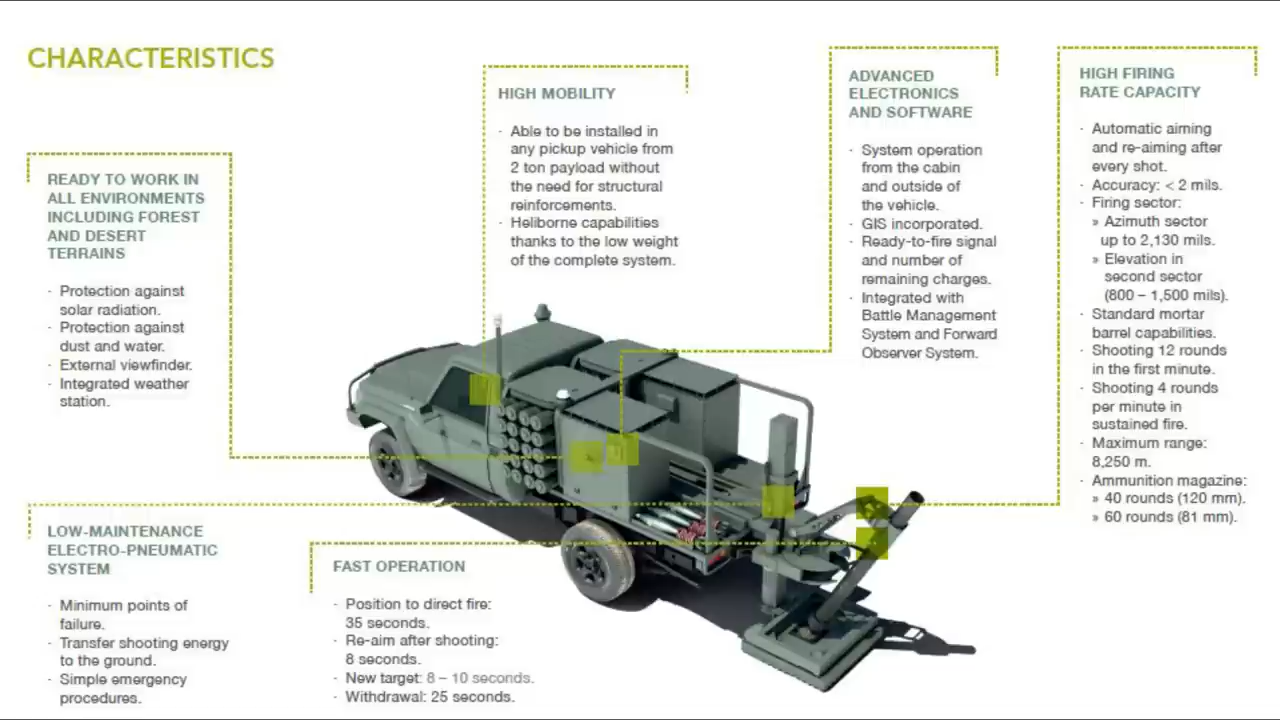 CHARACTERISTICS
READY TO WORK IN
ALL ENVIRONMENTS
INCLUDING FOREST
AND DESERT
TERRAINS
· Protection against
solar radiation.
· Protection against
dust and water.
· External viewfinder.
· Integrated weather
station.
HIGH MOBILITY
· Able to be installed in
any pickup vehicle from
2 ton payload without
the need for structural
reinforcements.
· Heliborne capabilities
thanks to the low weight
of the complete system.
ADVANCED
ELECTRONICS
AND SOFTWARE
· System operation
from the cabin
and outside of
the vehicle.
· GIS incorporated.
· Ready-to-fire signal
and number of
remaining charges.
· Integrated with
Battle Management
System and Forward
Observer System.
HIGH FIRING
RATE CAPACITY
· Automatic aiming
and re-aiming after
every shot.
· Accuracy: < 2 mils.
· Firing sector:
» Azimuth sector
up to 2,130 mils.
» Elevation in
second sector
(800 – 1,500 mils).
· Standard mortar
barrel capabilities.
· Shooting 12 rounds
in the first minute.
· Shooting 4 rounds
per minute in
sustained fire.
· Maximum range:
8,250 m.
· Ammunition magazine:
» 40 rounds (120 mm).
» 60 rounds (81 mm).
LOW-MAINTENANCE
ELECTRO-PNEUMATIC
SYSTEM
· Minimum points of
failure.
· Transfer shooting energy
to the ground.
· Simple emergency
procedures.
FAST OPERATION
· Position to direct fire:
35 seconds.
· Re-aim after shooting:
8 seconds.
· New target: 8 – 10 seconds.
· Withdrawal: 25 seconds.